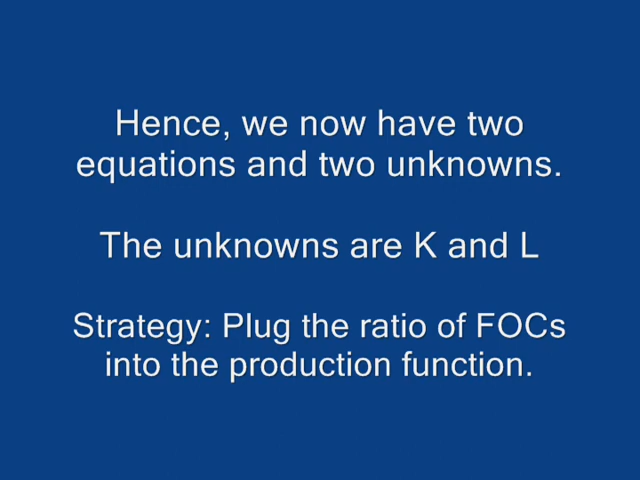 Hence, we now have two
equations and two unknowns.
The unknowns are K and L
Strategy: Plug the ratio of FOCs
into the production function.